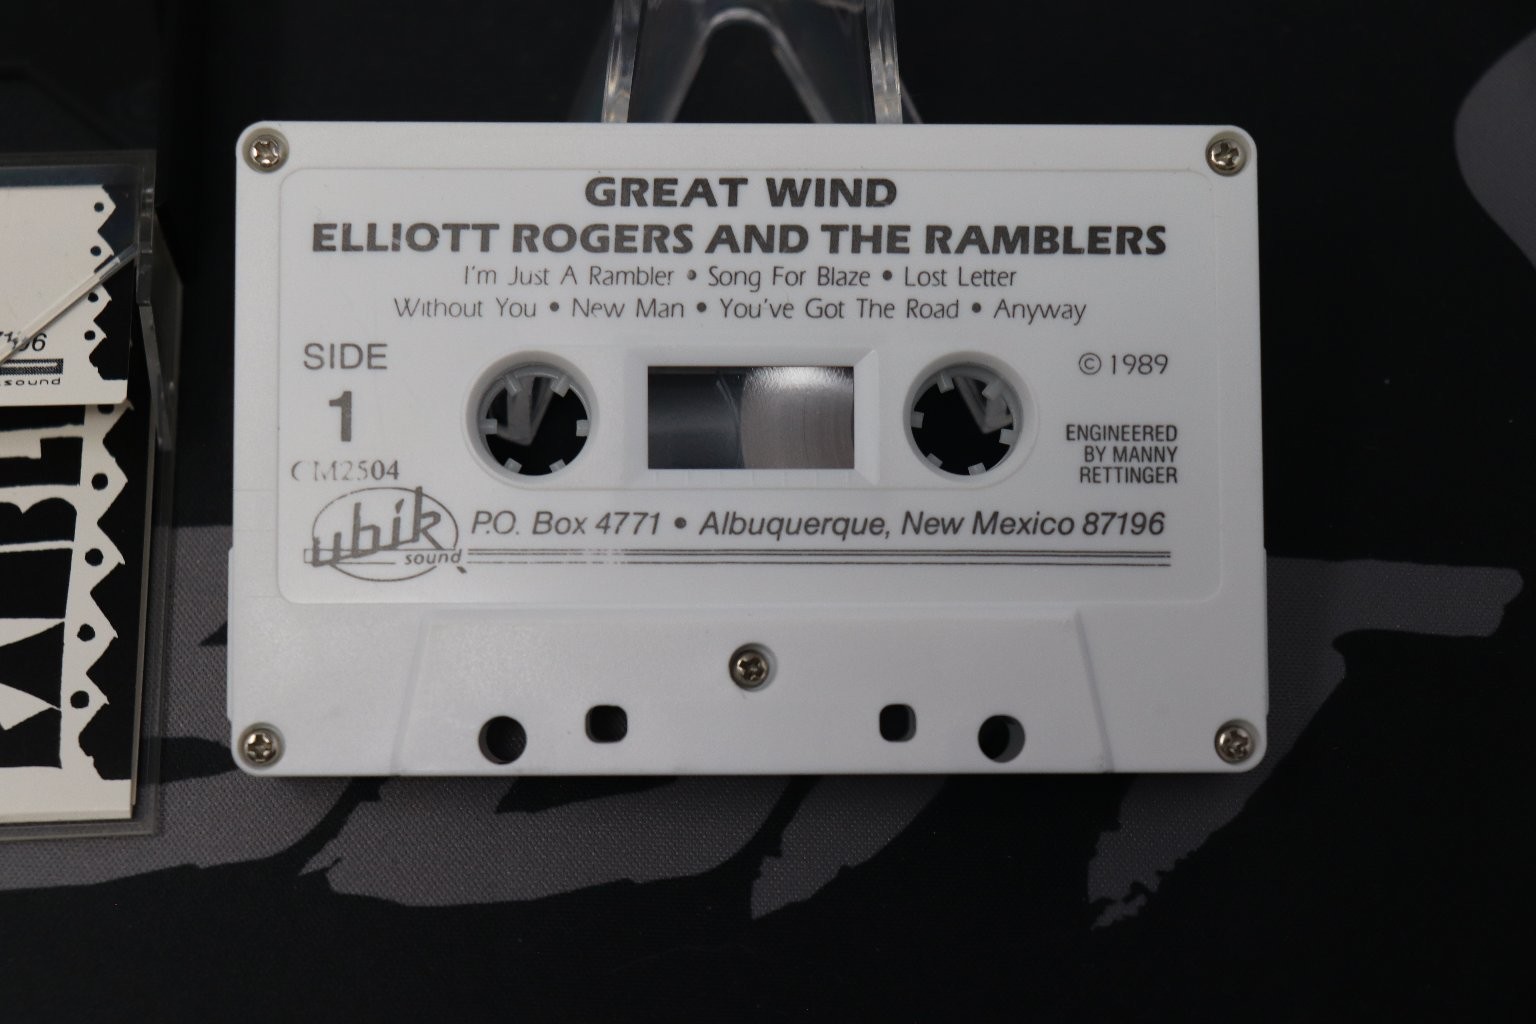 GREAT WIND
ELLIOTT ROGERS AND THE RAMBLERS
I'm Just A Rambler • Song For Blaze • Lost Letter
Without You • New Man • You've Got The Road • Anyway
SIDE
1
© 1989
ENGINEERED
BY MANNY
RETTINGER
CM2504
ubik
sound
P.O. Box 4771 • Albuquerque, New Mexico 87196
sound